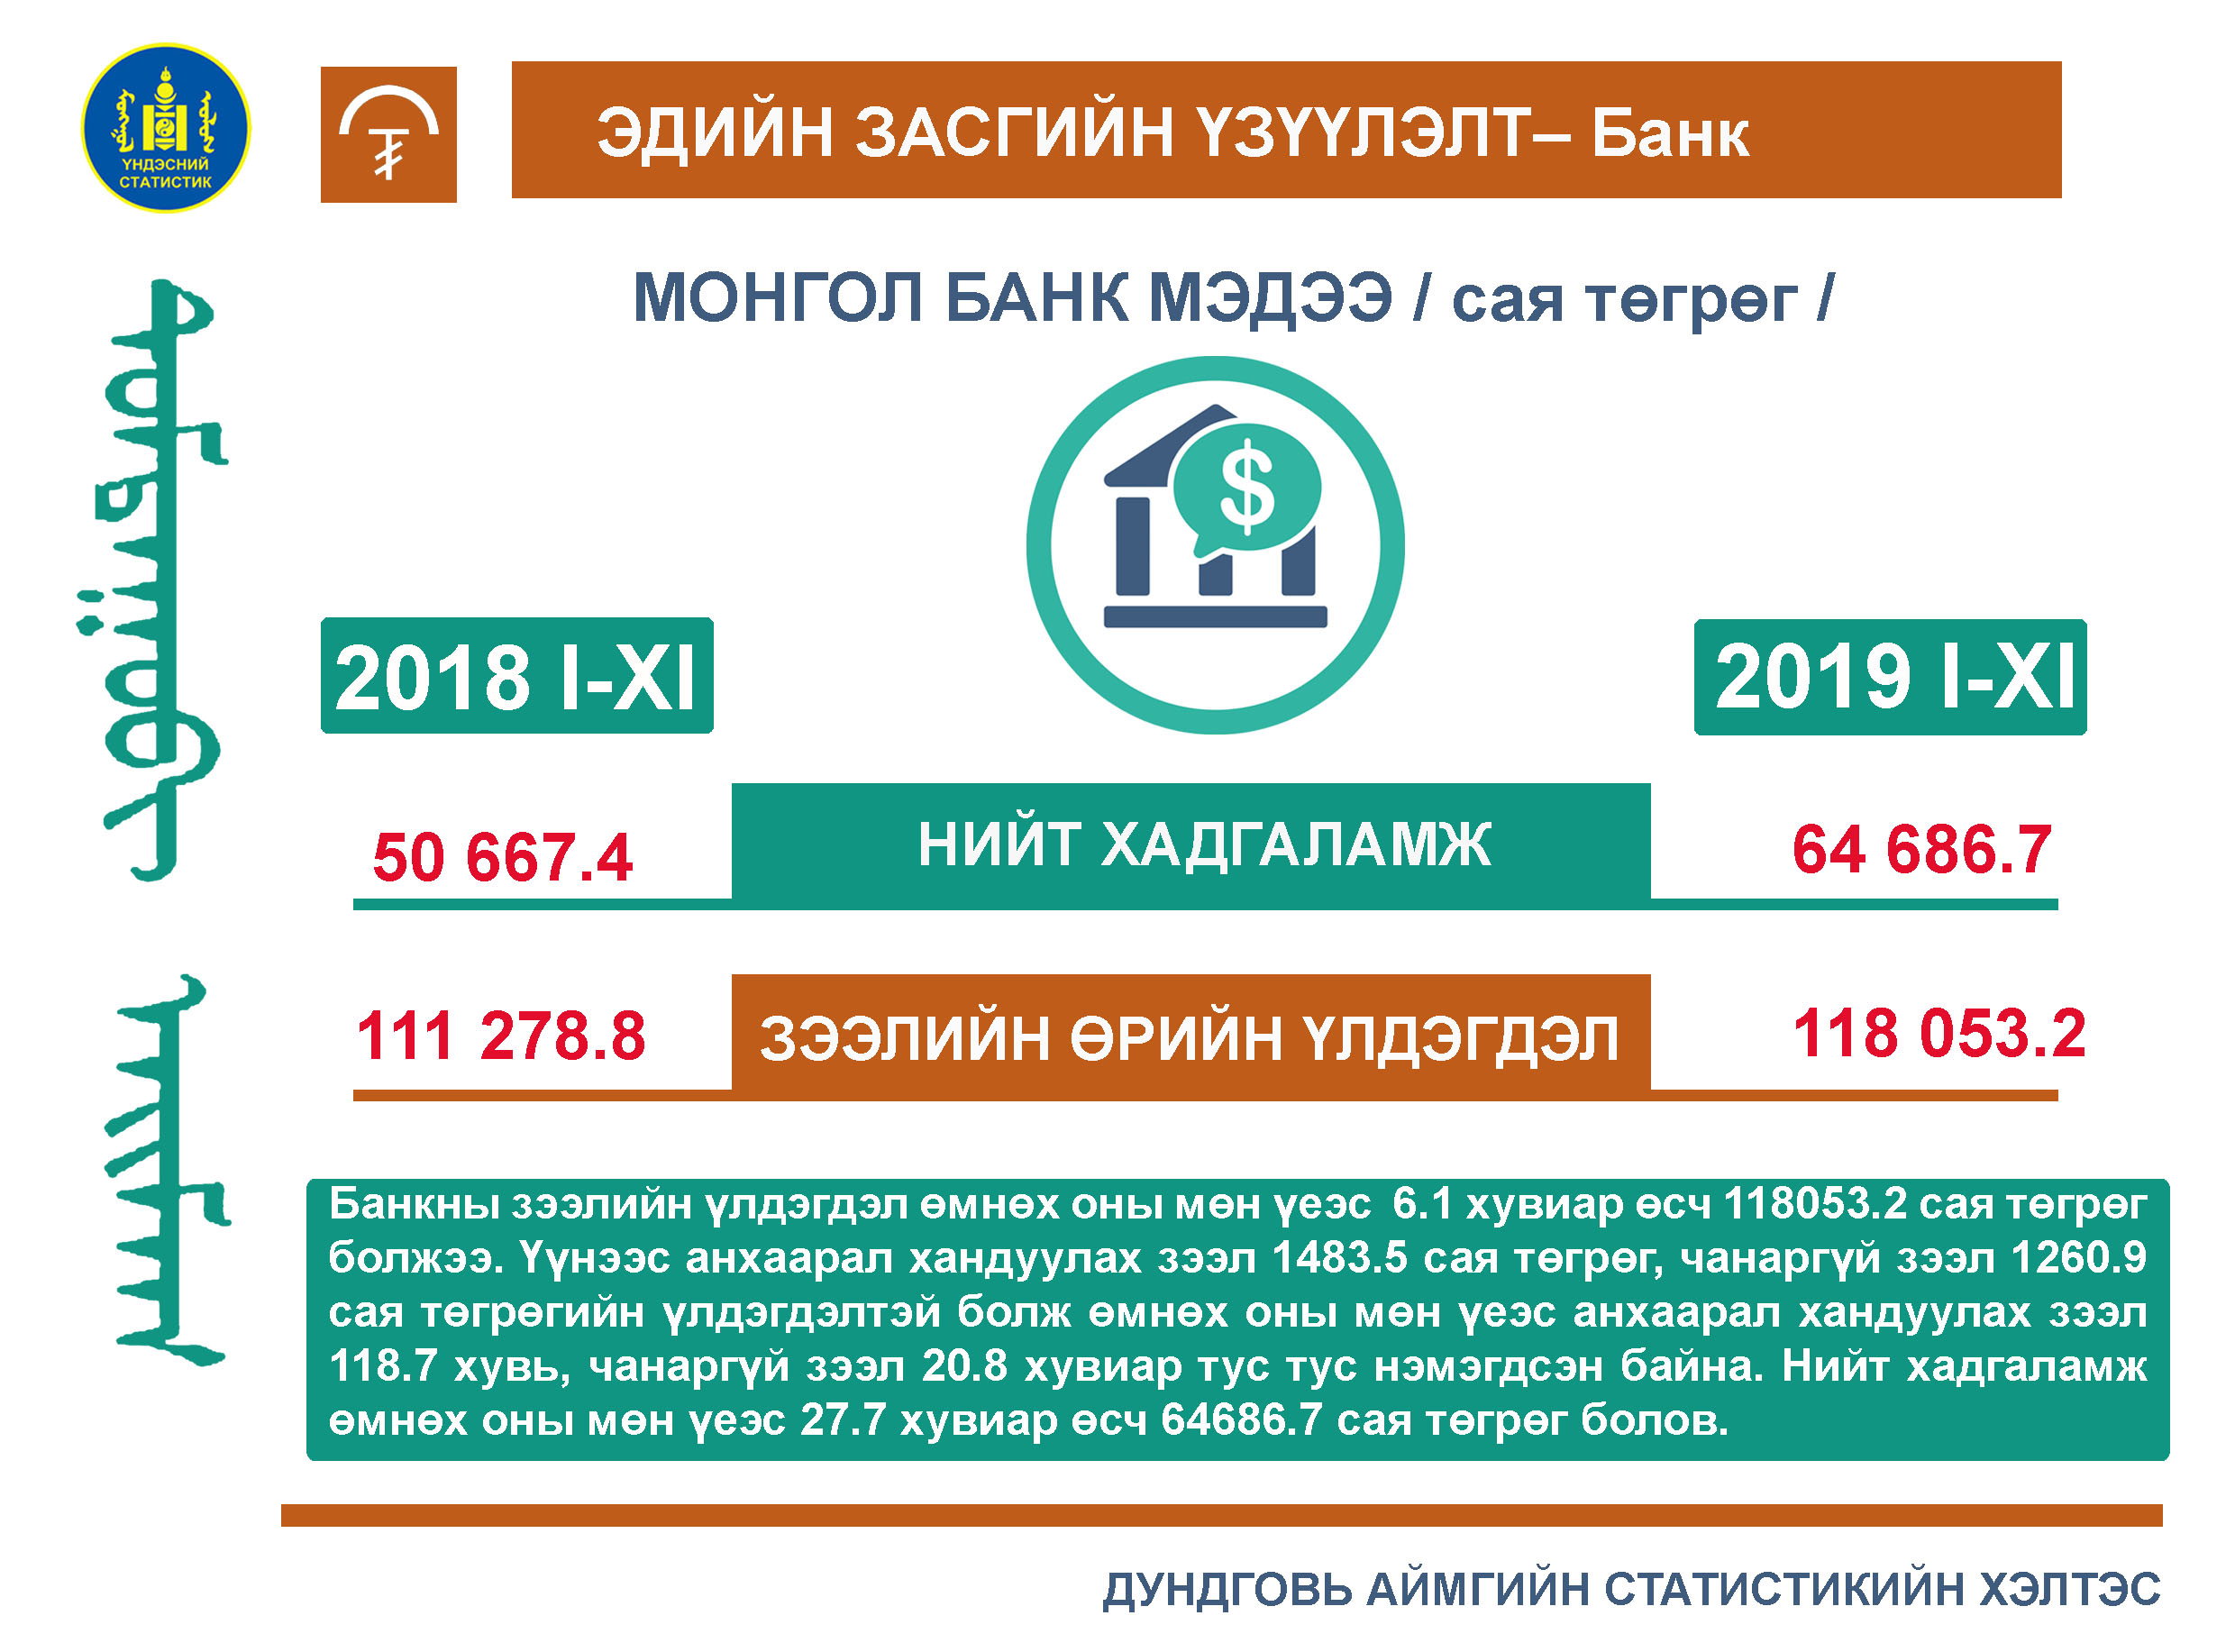 ҮНДЭСНИЙ
СТАТИСТИК
ЭДИЙН ЗАСГИЙН ҮЗҮҮЛЭЛТ– Банк
МОНГОЛ БАНК МЭДЭЭ / сая төгрөг /
$
2018 I-XI
2019 I-XI
50 667.4
НИЙТ ХАДГАЛАМЖ
64 686.7
111 278.8
ЗЭЭЛИЙН ӨРИЙН ҮЛДЭГДЭЛ
118 053.2
Банкны зээлийн үлдэгдэл өмнөх оны мөн үеэс 6.1 хувиар өсч 118053.2 сая төгрөг
болжээ. Үүнээс анхаарал хандуулах зээл 1483.5 сая төгрөг, чанаргүй зээл 1260.9
сая төгрөгийн үлдэгдэлтэй болж өмнөх оны мөн үеэс анхаарал хандуулах зээл
118.7 хувь, чанаргүй зээл 20.8 хувиар тус тус нэмэгдсэн байна. Нийт хадгаламж
өмнөх оны мөн үеэс 27.7 хувиар өсч 64686.7 сая төгрөг болов.
ДУНДГОВЬ АЙМГИЙН СТАТИСТИКИЙН ХЭЛТЭС